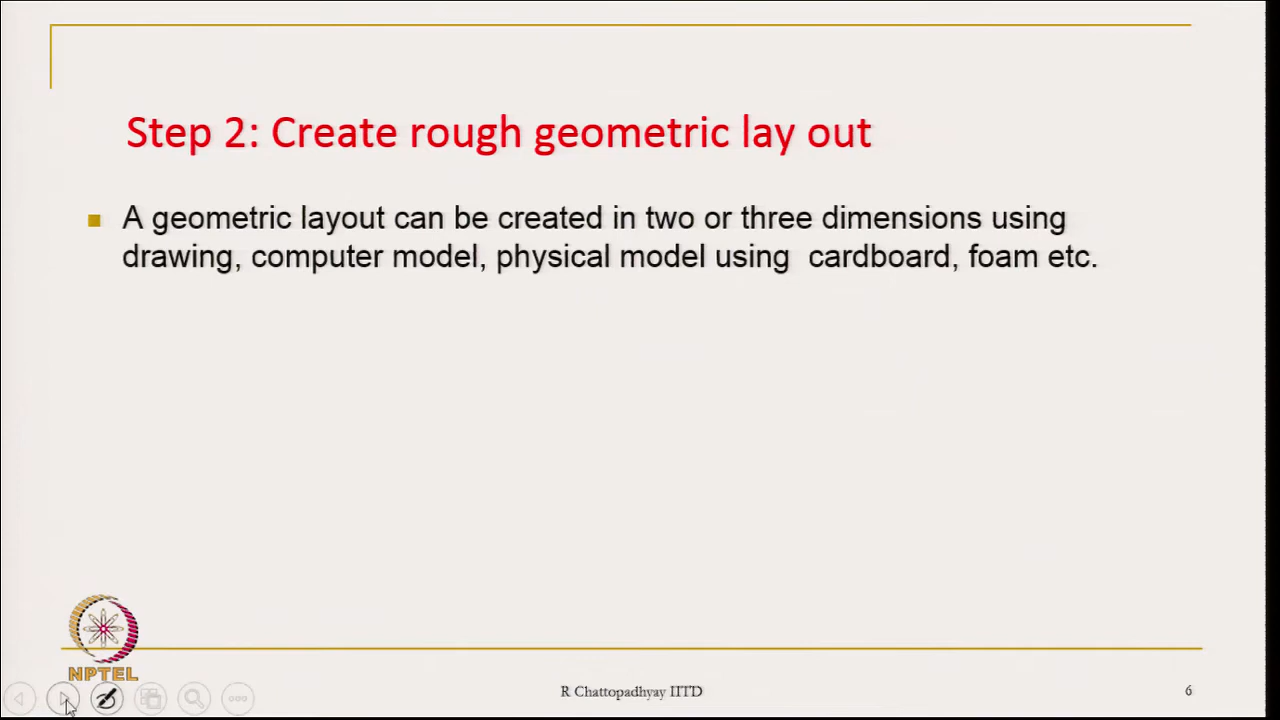 Step 2: Create rough geometric lay out
A geometric layout can be created in two or three dimensions using
drawing, computer model, physical model using cardboard, foam etc.
NPTEL
R Chattopadhyay IITD
6